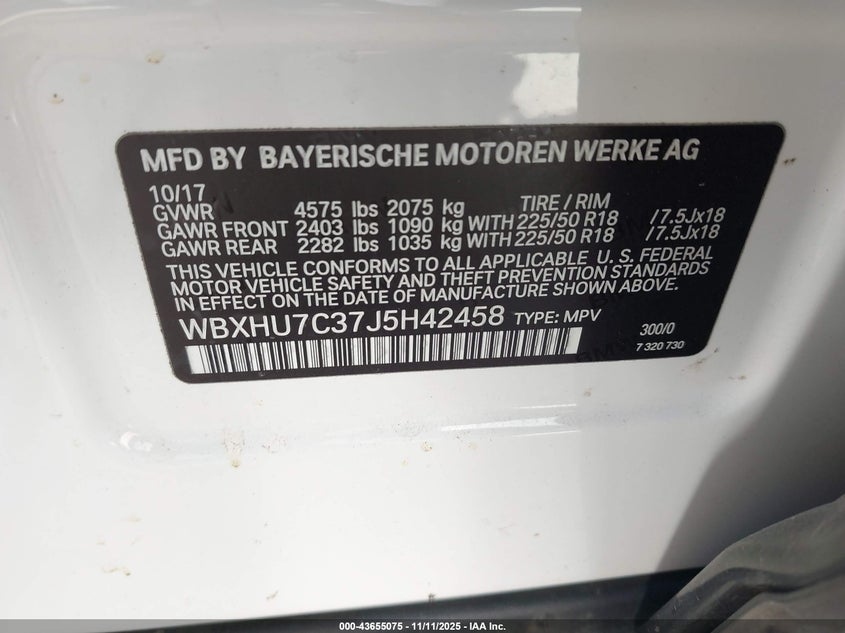 MFD BY BAYERISCHE MOTOREN WERKE AG
10/17
TIRE / RIM
GVWR 4575 lbs 2075 kg
GAWR FRONT 2403 lbs 1090 kg WITH 225/50 R18 /7.5Jx18
GAWR REAR 2282 lbs 1035 kg WITH 225/50 R18 /7.5Jx18
THIS VEHICLE CONFORMS TO ALL APPLICABLE U. S. FEDERAL
MOTOR VEHICLE SAFETY AND THEFT PREVENTION STANDARDS
IN EFFECT ON THE DATE OF MANUFACTURE SHOWN ABOVE.
WBXHU7C37J5H42458 TYPE: MPV
300/0
7 320 730
000-43655075 - 11/11/2025 - IAA Inc.